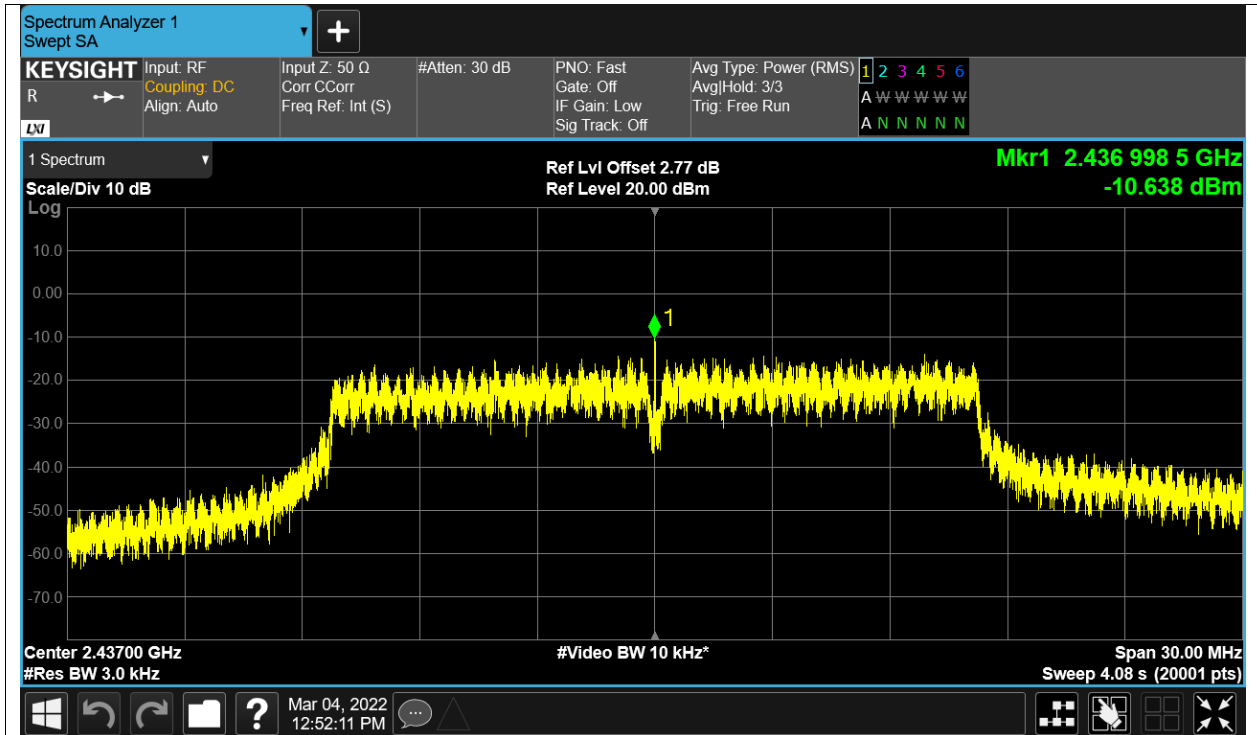 Spectrum Analyzer 1
Swept SA
+
KEYSIGHT
R
LXI
Input: RF
Coupling: DC
Align: Auto
Input Z: 50 Ω
Corr CCorr
Freq Ref: Int (S)
#Atten: 30 dB
PNO: Fast
Gate: Off
IF Gain: Low
Sig Track: Off
Avg Type: Power (RMS)
Avg|Hold: 3/3
Trig: Free Run
1 2 3 4 5 6
A W W W W W
A N N N N N
1 Spectrum
Scale/Div 10 dB
Log
Ref Lvl Offset 2.77 dB
Ref Level 20.00 dBm
Mkr1 2.436 998 5 GHz
-10.638 dBm
10.0
0.00
-10.0
-20.0
-30.0
-40.0
-50.0
-60.0
-70.0
1
Center 2.43700 GHz
#Res BW 3.0 kHz
#Video BW 10 kHz*
Span 30.00 MHz
Sweep 4.08 s (20001 pts)
?
Mar 04, 2022
12:52:11 PM